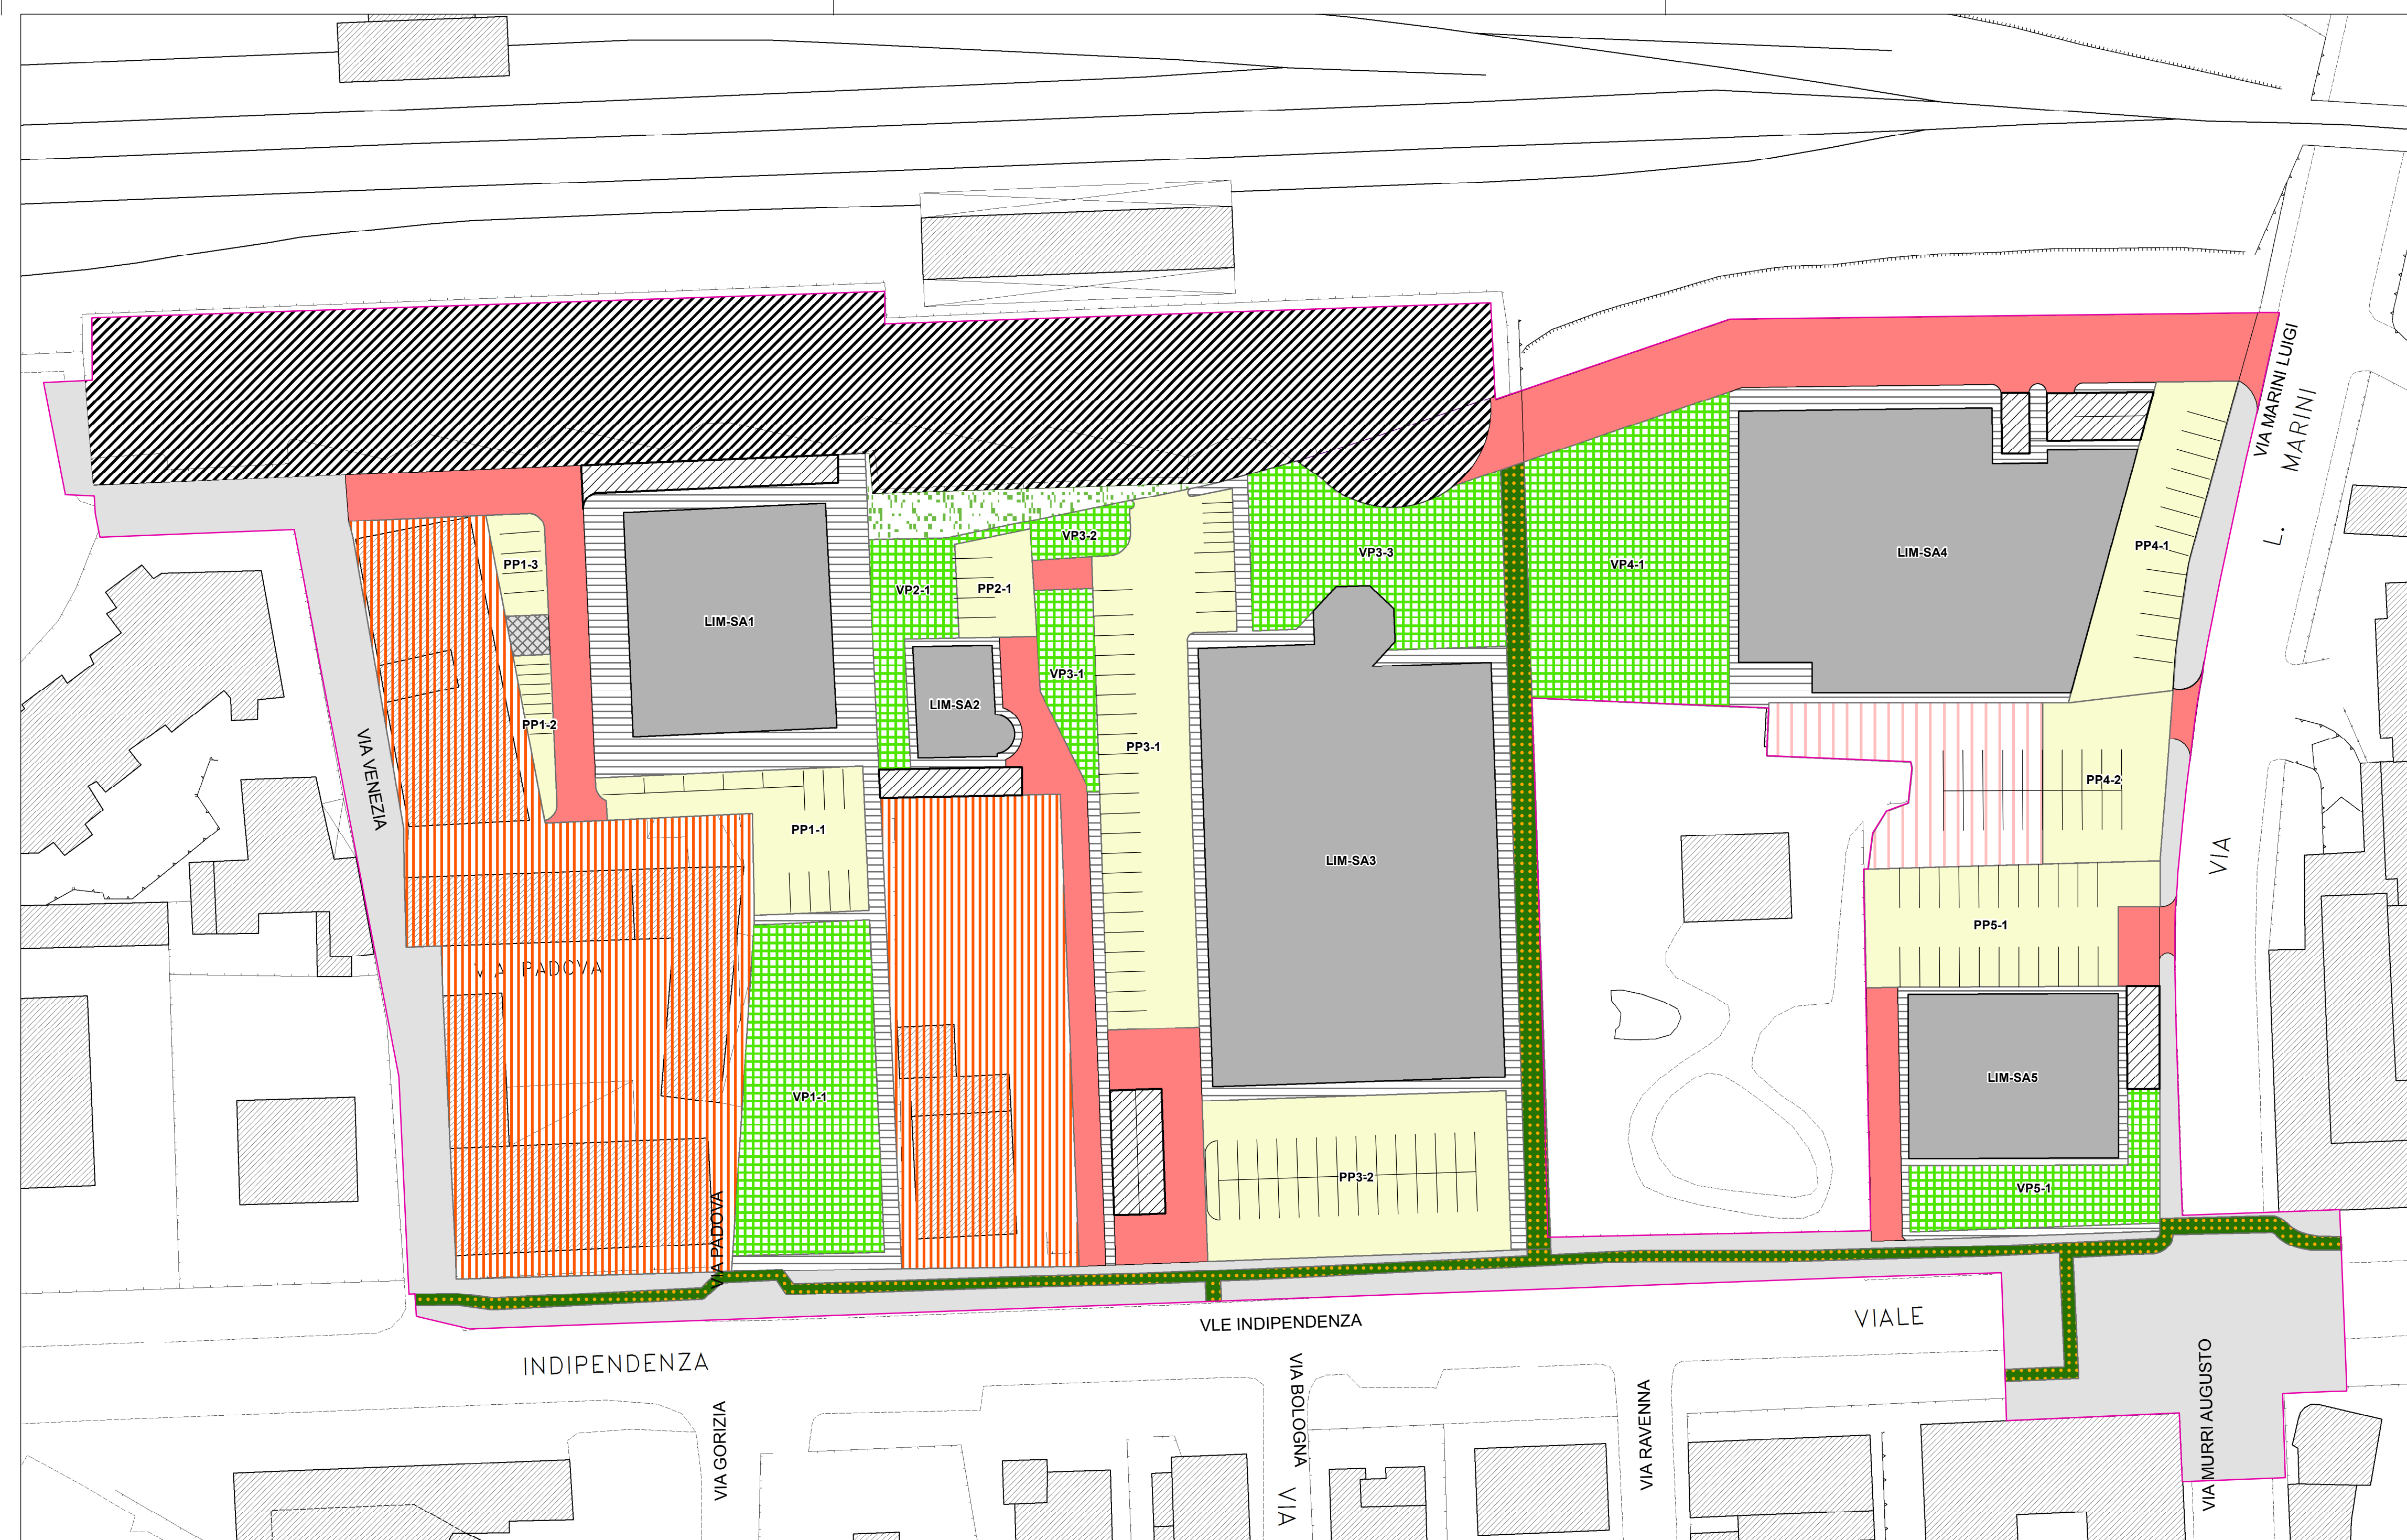 VIA MARINI LUIGI
L. MARINI
VIA
VP3-2
VP3-3
LIM-SA4
PP4-1
PP1-3
VP2-1
PP2-1
VP4-1
LIM-SA1
VP3-1
LIM-SA2
PP1-2
PP3-1
VIA VENEZIA
PP4-2
PP1-1
LIM-SA3
PP5-1
VIA PADOVA
LIM-SA5
VP1-1
PP3-2
VP5-1
VIA PADOVA
VLE INDIPENDENZA
VIALE
INDIPENDENZA
VIA GORIZIA
VIA BOLOGNA
VIA
VIA RAVENNA
VIA MURRI AUGUSTO